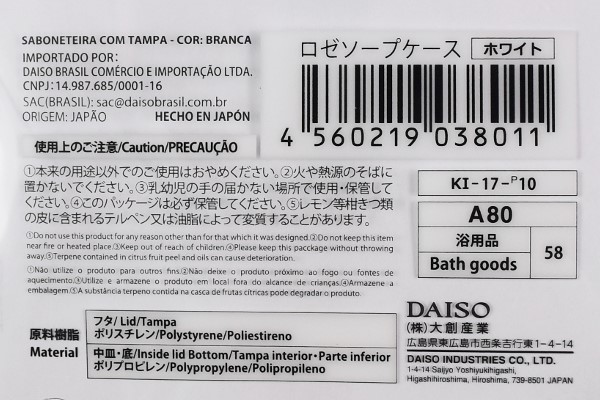 SABONETEIRA COM TAMPA - COR: BRANCA
IMPORTADO POR:
DAISO BRASIL COMÉRCIO E IMPORTAÇÃO LTDA.
CNPJ: 14.987.685/0001-16
SAC(BRASIL): sac@daisobrasil.com.br
ORIGEM: JAPÃO HECHO EN JAPÓN
ロゼソープケース ホワイト
4 560219 038011
使用上のご注意/Caution/PRECAUÇÃO
①本来の用途以外でのご使用はおやめください。②火や熱源のそばに
置かないでください。③乳幼児の手の届かない場所で使用・保管して
ください。④このパッケージは必ず保管してください。⑤レモン等柑きつ類
の皮に含まれるテルペン又は油脂によって変質することがあります。
①Do not use this product for any reason other than for that which it was designed.②Do not keep this item
near fire or heated place.③Keep out of reach of children.④Please keep this packkage without throwing
away.⑤Terpene contained in citrus fruit peel and oils can cause deterioration.
①Não utilize o produto para outros fins.②Não deixe o produto próximo ao fogo ou fontes de
aquecimento.③Utilize e armazene o produto em local fora do alcance de crianças.④Armazene a
embalagem.⑤A substância terpeno contida na casca de frutas cítricas pode degradar o produto.
KI-17-P10
A80
浴用品
Bath goods
58
原料樹脂
Material
フタ/Lid/Tampa
ポリスチレン/Polystyrene/Poliestireno
中皿・底/Inside lid Bottom/Tampa interior・Parte inferior
ポリプロピレン/Polypropylene/Polipropileno
DAISO
(株)大創産業
広島県東広島市西条吉行東1-4-14
DAISO INDUSTRIES CO., LTD.
1-4-14 Saijyo Yoshiyukihigashi,
Higashihiroshima, Hiroshima, 739-8501 JAPAN